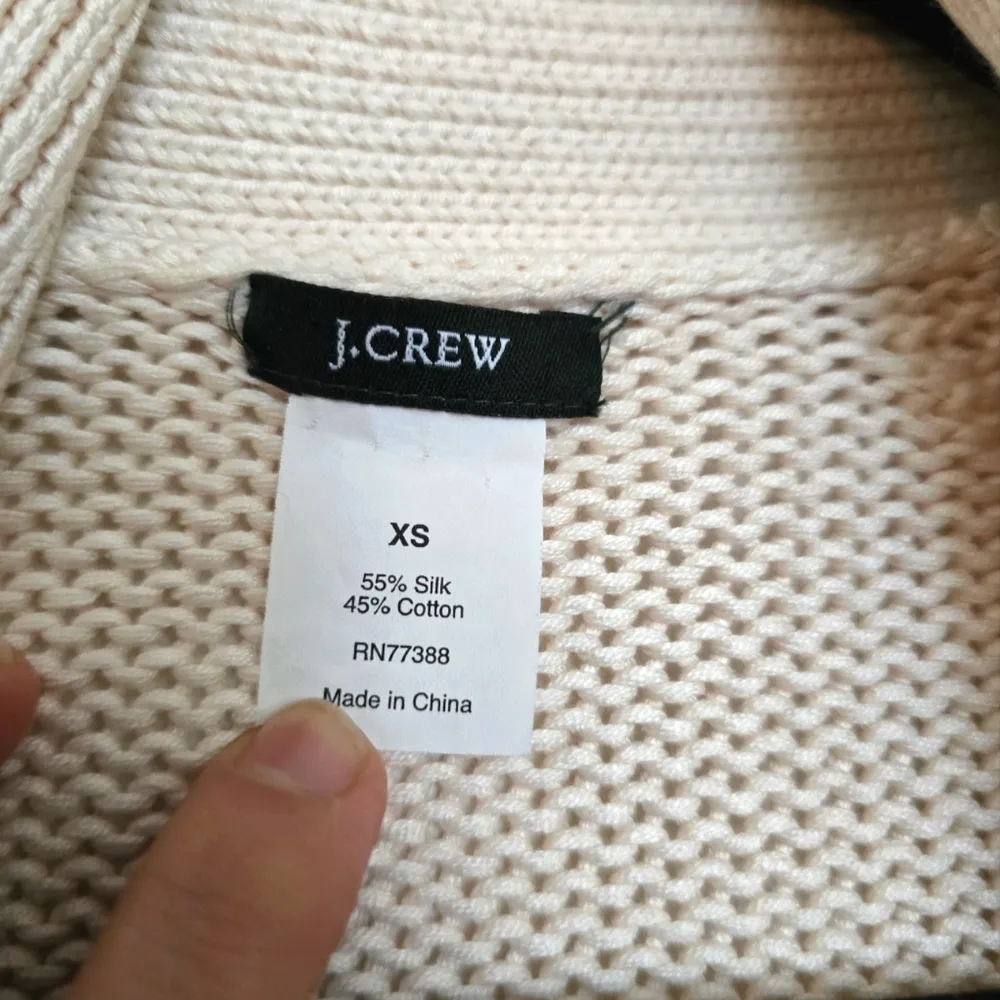 J.CREW
XS
55% Silk
45% Cotton
RN77388
Made in China